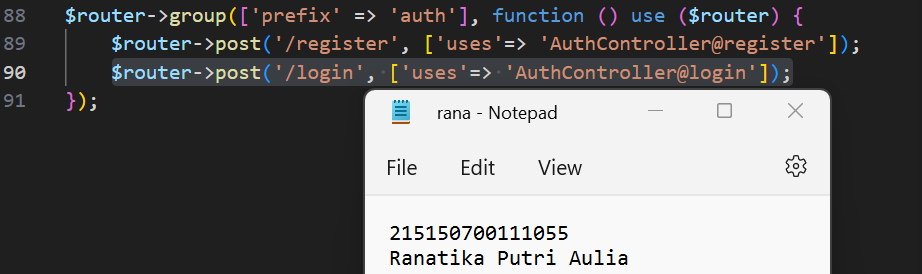 88 $router->group(['prefix' => 'auth'], function () use ($router) {
89 $router->post('/register', ['uses'=> 'AuthController@register']);
90 $router->post('/login', ['uses'=> 'AuthController@login']);
91 });
rana - Notepad
File Edit View
215150700111055
Ranatika Putri Aulia